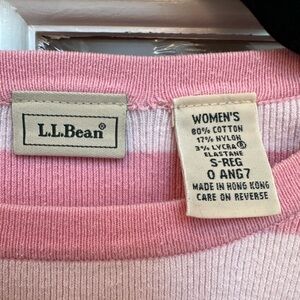 L.L.Bean®
WOMEN'S
80% COTTON
17% NYLON
3% LYCRA®
ELASTANE
S-REG
0 ANG7
MADE IN HONG KONG
CARE ON REVERSE